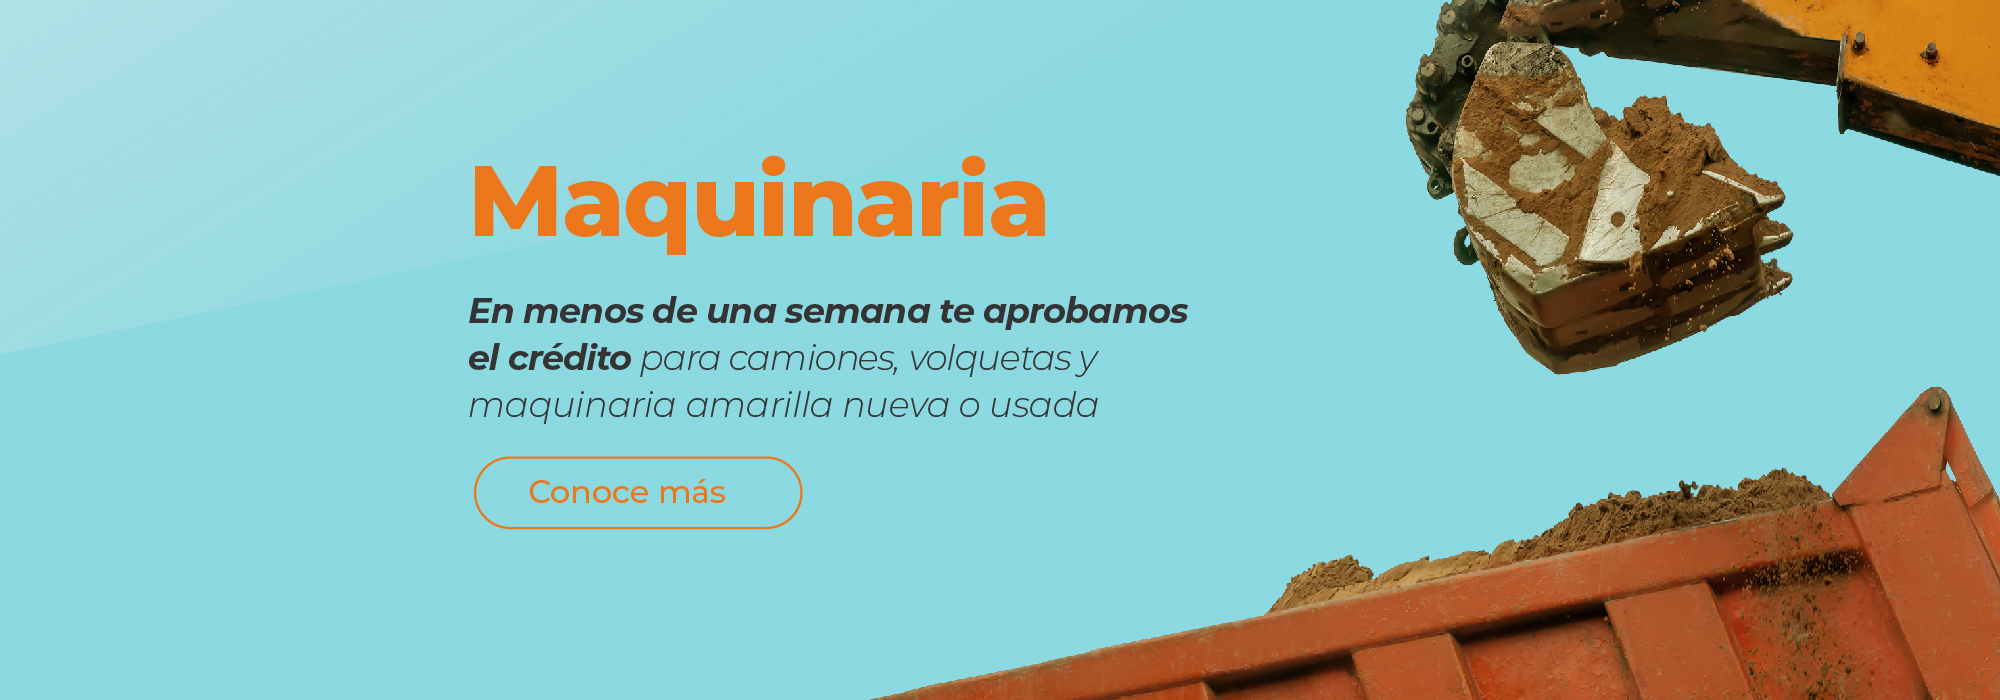 Maquinaria
En menos de una semana te aprobamos
el crédito para camiones, volquetas y
maquinaria amarilla nueva o usada
Conoce más